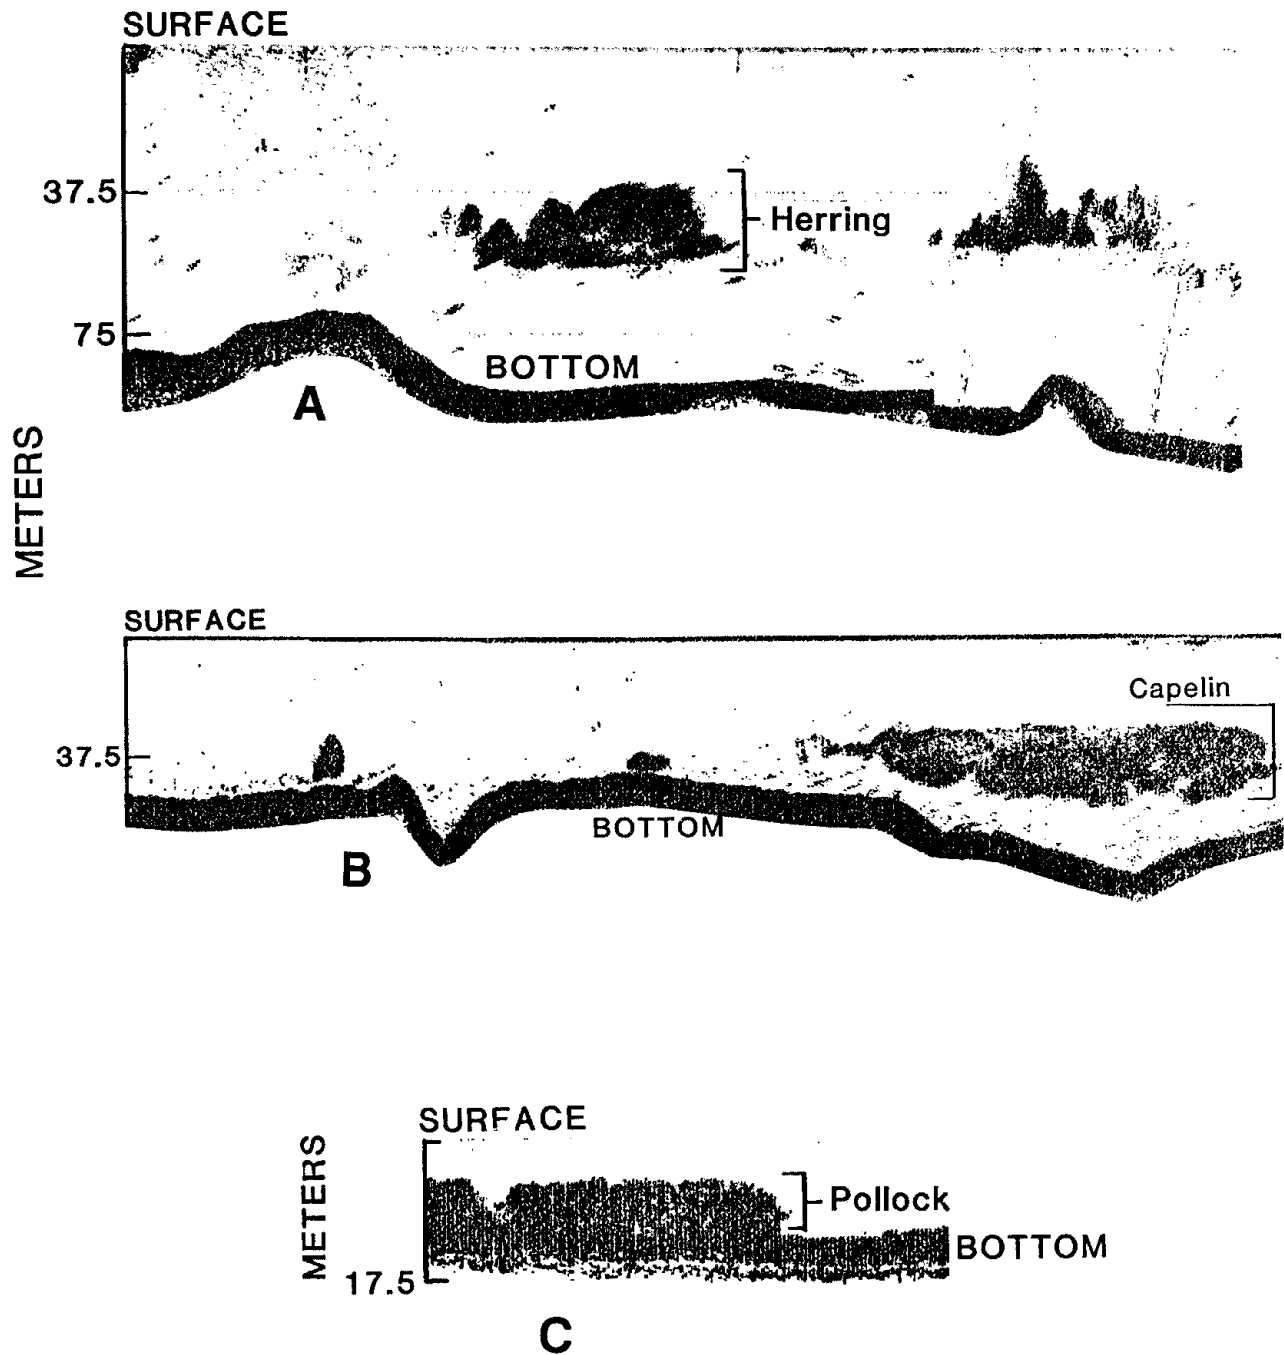 SURFACE
37.5
Herring
75
BOTTOM
A
METERS
SURFACE
Capelin
37.5
BOTTOM
B
SURFACE
METERS
Pollock
BOTTOM
17.5
C